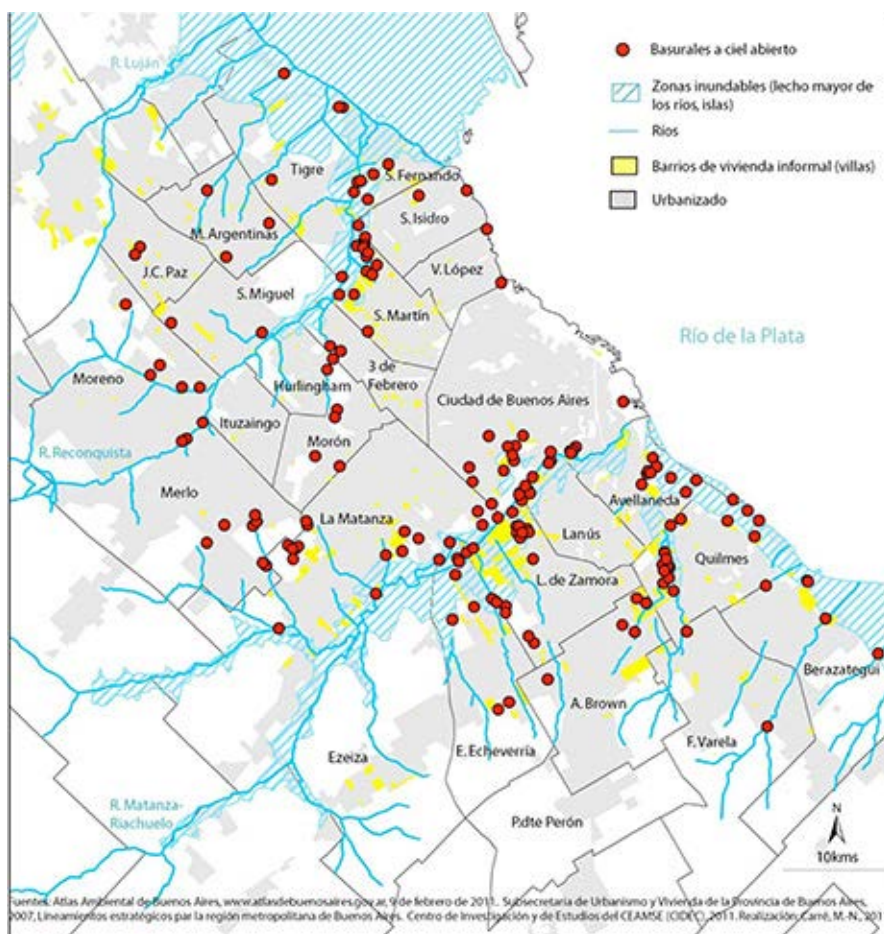 Basurales a ciel abierto
Zonas inundables (lecho mayor de
los ríos, islas)
Ríos
Barrios de vivienda informal (villas)
Urbanizado
R. Luján
Tigre
S. Fernando
S. Isidro
M. Argentinas
J.C. Paz
V. López
S. Miguel
S. Martín
Río de la Plata
Moreno
Hurlingham
3 de
Febrero
Ciudad de Buenos Aires
Ituzaingo
Morón
R. Reconquista
Merlo
La Matanza
Avellaneda
Lanús
Quilmes
L. de Zamora
Berazategui
A. Brown
F. Varela
E. Echeverría
Ezeiza
R. Matanza-
Riachuelo
P.dte Perón
N
10kms
Fuentes: Atlas Ambiental de Buenos Aires, www.atlasdebuenosaires.gov.ar, 9 de febrero de 2011. Subsecretaria de Urbanismo y Vivienda de la Provincia de Buenos Aires,
2007, Lineamientos estratégicos par la región metropolitana de Buenos Aires. Centro de Investigación y de Estudios del CEAMSE (CIDEC), 2011. Realización: Carré, M.-N., 201